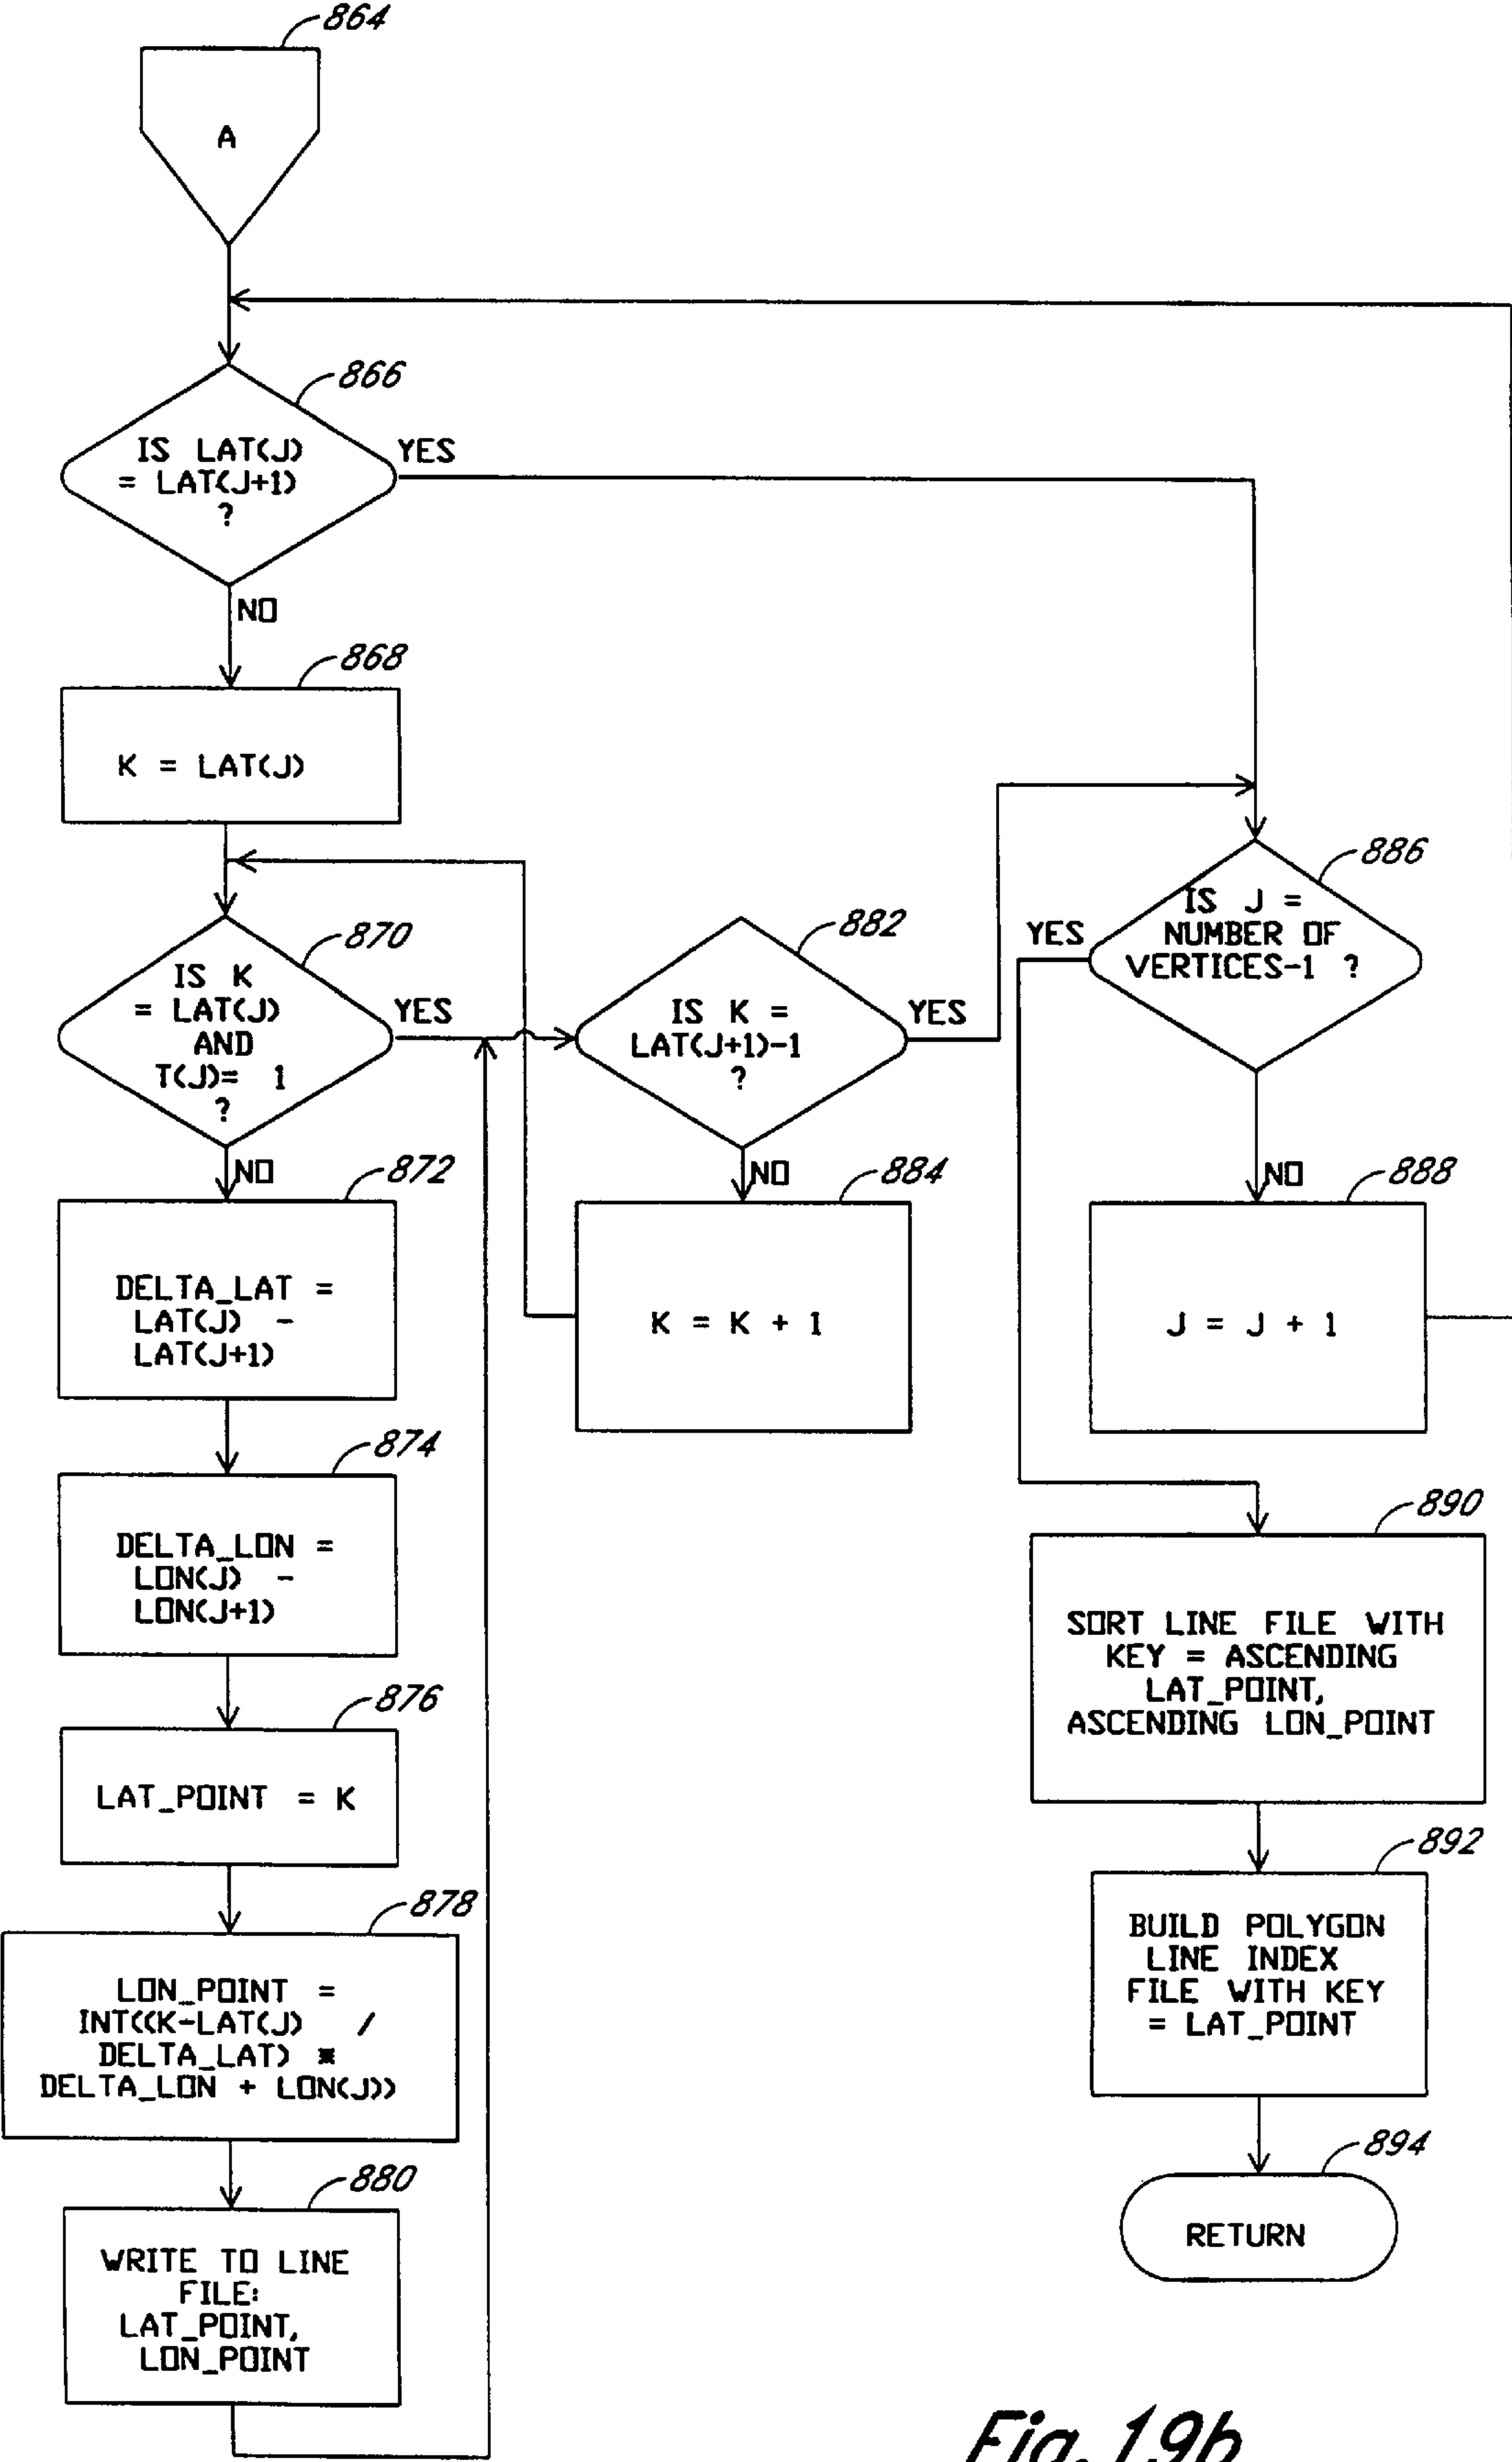 864
A
866
IS LAT(J)
= LAT(J+1)
?
YES
NO
868
K = LAT(J)
870
IS K
= LAT(J)
AND
T(J)= 1
?
YES
NO
872
DELTA_LAT =
LAT(J) -
LAT(J+1)
874
DELTA_LON =
LON(J) -
LON(J+1)
876
LAT_POINT = K
878
LON_POINT =
INT((K-LAT(J) /
DELTA_LAT) *
DELTA_LON + LON(J))
880
WRITE TO LINE
FILE:
LAT_POINT,
LON_POINT
882
IS K =
LAT(J+1)-1
?
YES
NO
884
K = K + 1
886
IS J =
NUMBER OF
VERTICES-1 ?
YES
NO
888
J = J + 1
890
SORT LINE FILE WITH
KEY = ASCENDING
LAT_POINT,
ASCENDING LON_POINT
892
BUILD POLYGON
LINE INDEX
FILE WITH KEY
= LAT_POINT
894
RETURN
Fig. 19b